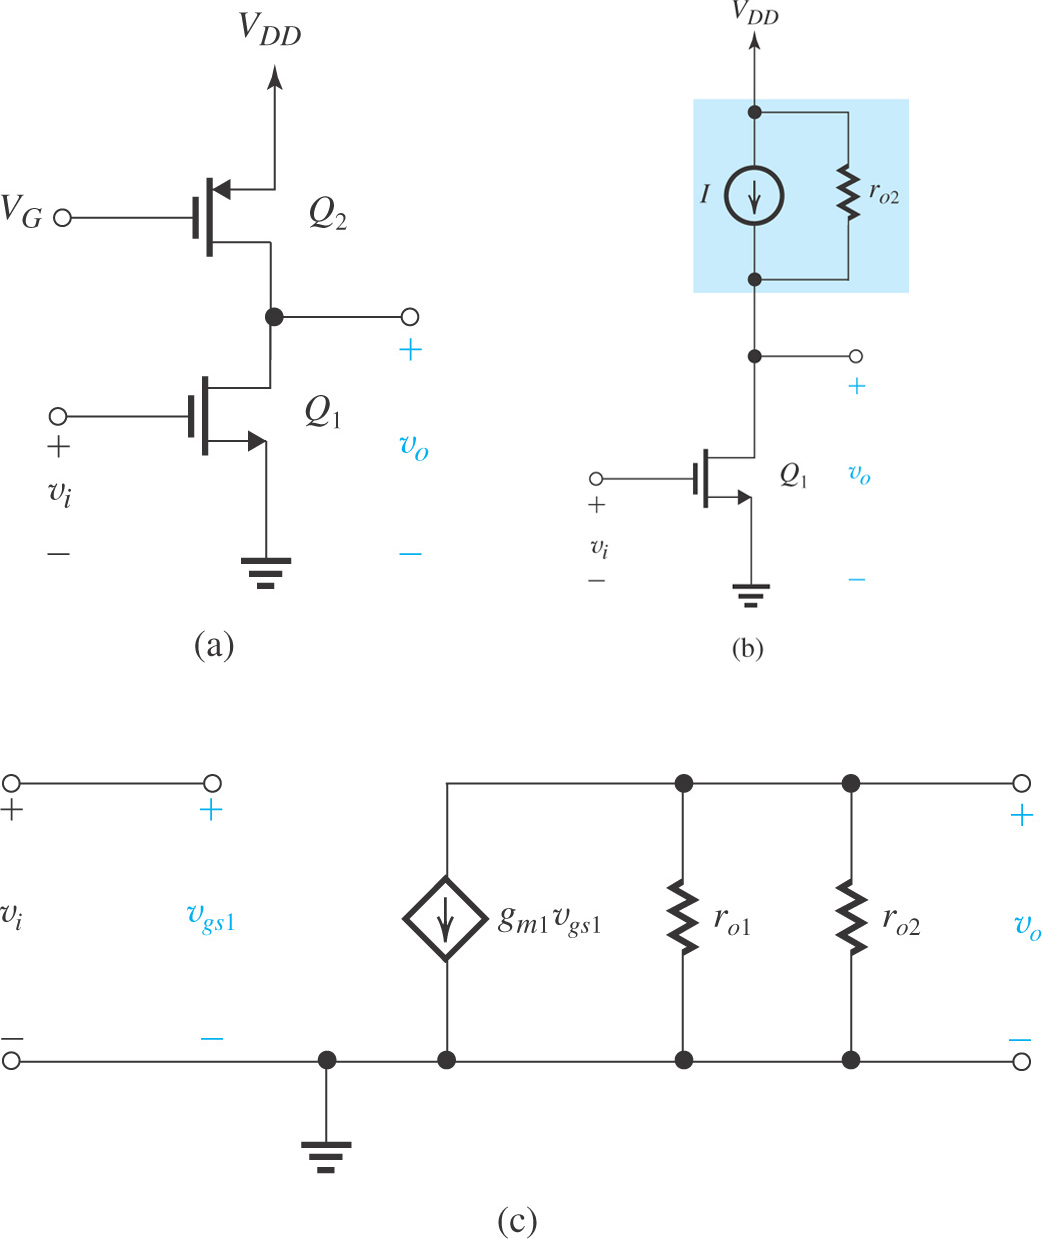 V_DD
V_G
Q_2
+
Q_1
+
v_i
v_o
−
−
(a)
V_DD
I
r_o2
+
Q_1
v_o
+
v_i
−
−
(b)
+
+
+
v_i
v_gs1
g_m1 v_gs1
r_o1
r_o2
v_o
−
−
−
(c)